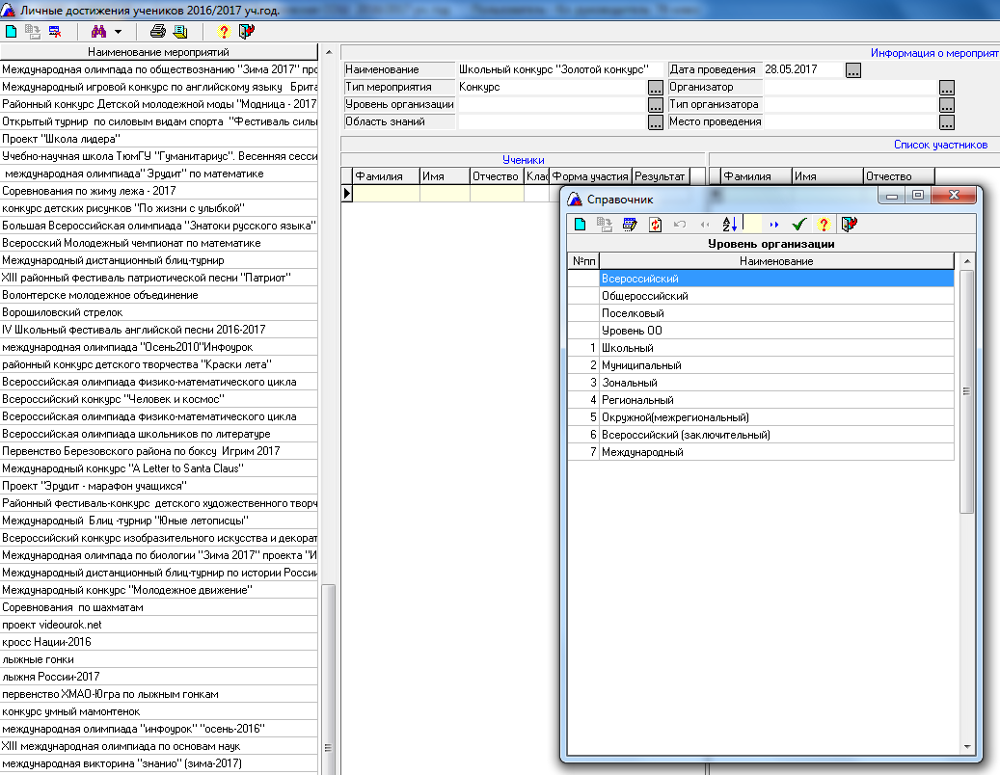 Личные достижения учеников 2016/2017 уч.год.
Наименование мероприятий
Международная олимпада по обществознанию "Зима 2017" про
Международный игровой конкурс по английскому языку Брита
Районный конкурс Детской молодежной моды "Модница - 2017
Открытый турнир по силовым видам спорта "Фестиваль силы
Проект "Школа лидера"
Учебно-научная школа ТюмГУ "Гуманитариус". Весенняя сесси
международная олимпиада" Эрудит" по математике
Соревнования по жиму лежа - 2017
конкурс детских рисунков "По жизни с улыбкой"
Большая Всероссийская олимпиада "Знатоки русского языка"
Всеросский Молодежный чемпионат по математике
Международный дистанционный блиц-турнир
XIII районный фестиваль патриотической песни "Патриот"
Волонтерске молодежное объединение
Ворошиловский стрелок
IV Школьный фестиваль английской песни 2016-2017
международная олимпиада "Осень2010"Инфоурок
районный конкурс детского творчества "Краски лета"
Всероссийская олимпиада физико-математического цикла
Всероссийский конкурс "Человек и космос"
Всероссийская олимпиада физико-математического цикла
Всероссийская олимпиада школьников по литературе
Первенство Березовского района по боксу Игрим 2017
Международный конкурс "A Letter to Santa Claus"
Проект "Эрудит - марафон учащихся"
Районный фестиваль-конкурс детского художественного творч
Международный Блиц -турнир "Юные летописцы"
Всероссийский конкурс изобразительного искусства и декорат
Международная олимпиада по биологии "Зима 2017" проекта "И
Международный дистанционный блиц-турнир по истории России
Международный конкурс "Молодежное движение"
Соревнования по шахматам
проект videourok.net
кросс Нации-2016
лыжные гонки
лыжня России-2017
первенство ХМАО-Югра по лыжным гонкам
конкурс умный мамонтенок
международная олимпиада "инфоурок" "осень-2016"
XIII международная олимпиада по основам наук
международная викторина "знанио" (зима-2017)
Информация о мероприят
Наименование Школьный конкурс "Золотой конкурс" Дата проведения 28.05.2017 ...
Тип мероприятия Конкурс ... Организатор ...
Уровень организации ... Тип организатора ...
Область знаний ... Место проведения ...
Список участников
Ученики
Фамилия Имя Отчество Клас Форма участия Результат Фамилия Имя Отчество
Справочник
Уровень организации
№пп Наименование
Всероссийский
Общероссийский
Поселковый
Уровень ОО
1 Школьный
2 Муниципальный
3 Зональный
4 Региональный
5 Окружной(межрегиональный)
6 Всероссийский (заключительный)
7 Международный